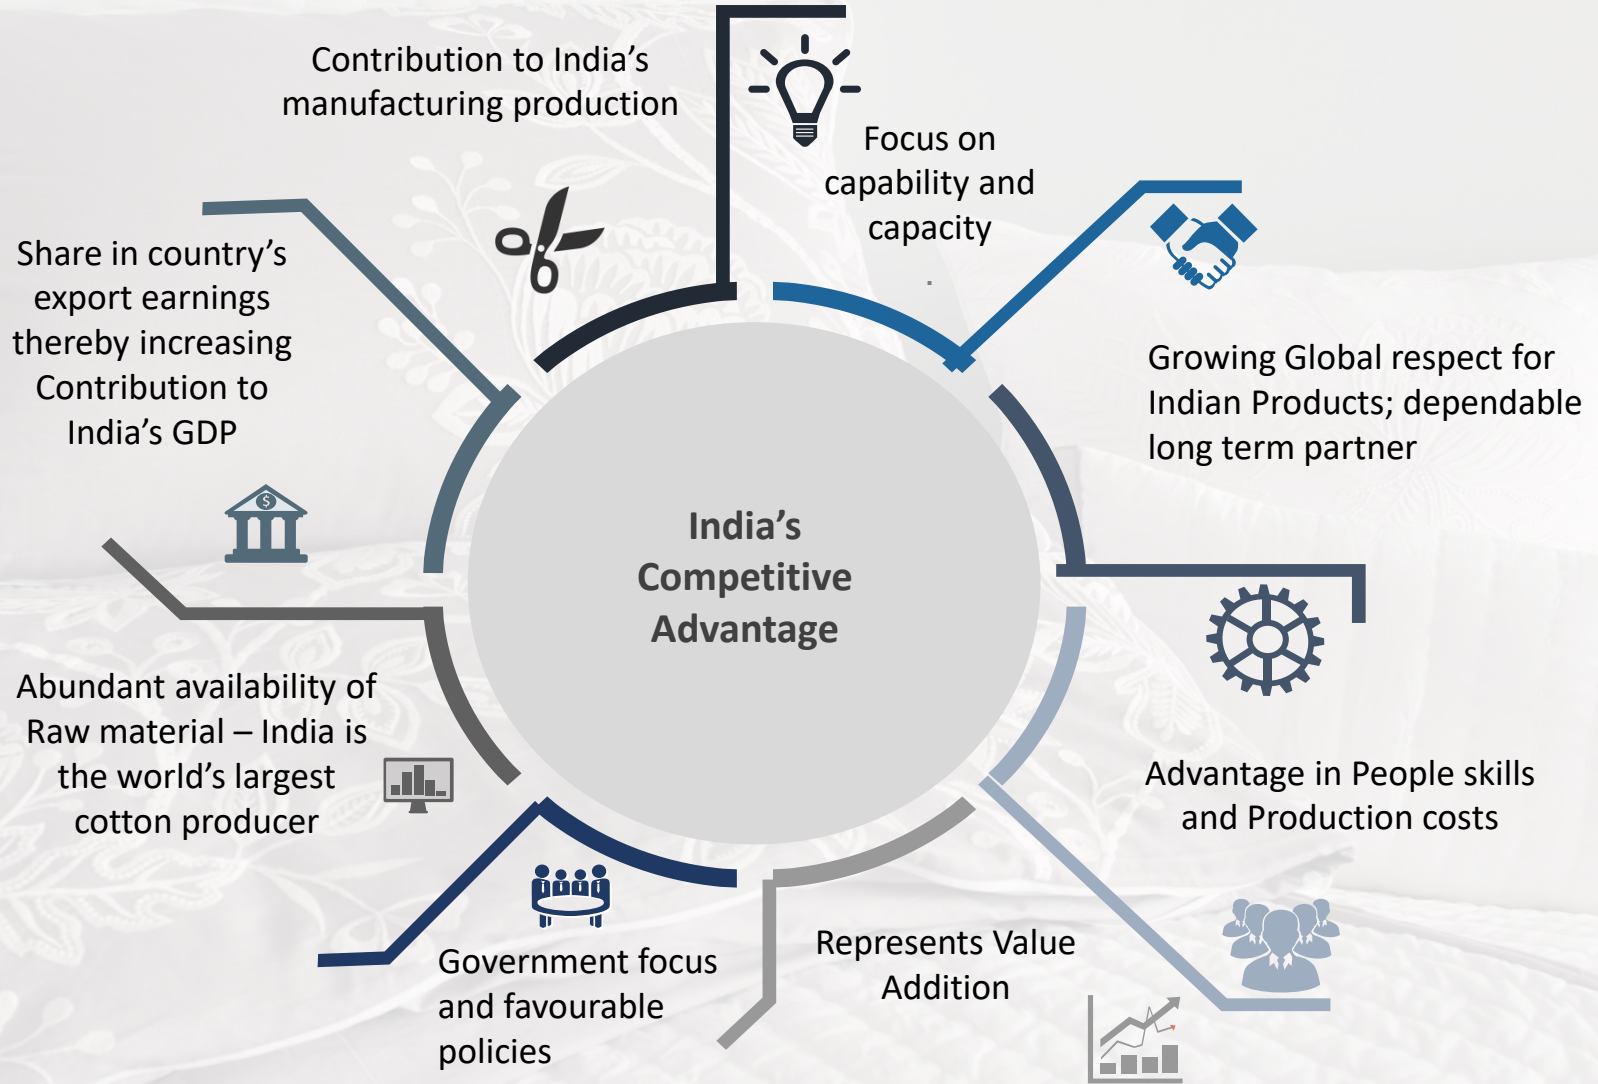 Contribution to India's
manufacturing production
Focus on
capability and
capacity
.
Share in country's
export earnings
thereby increasing
Contribution to
India's GDP
Growing Global respect for
Indian Products; dependable
long term partner
$
India's
Competitive
Advantage
Abundant availability of
Raw material – India is
the world's largest
cotton producer
Advantage in People skills
and Production costs
Government focus
and favourable
policies
Represents Value
Addition